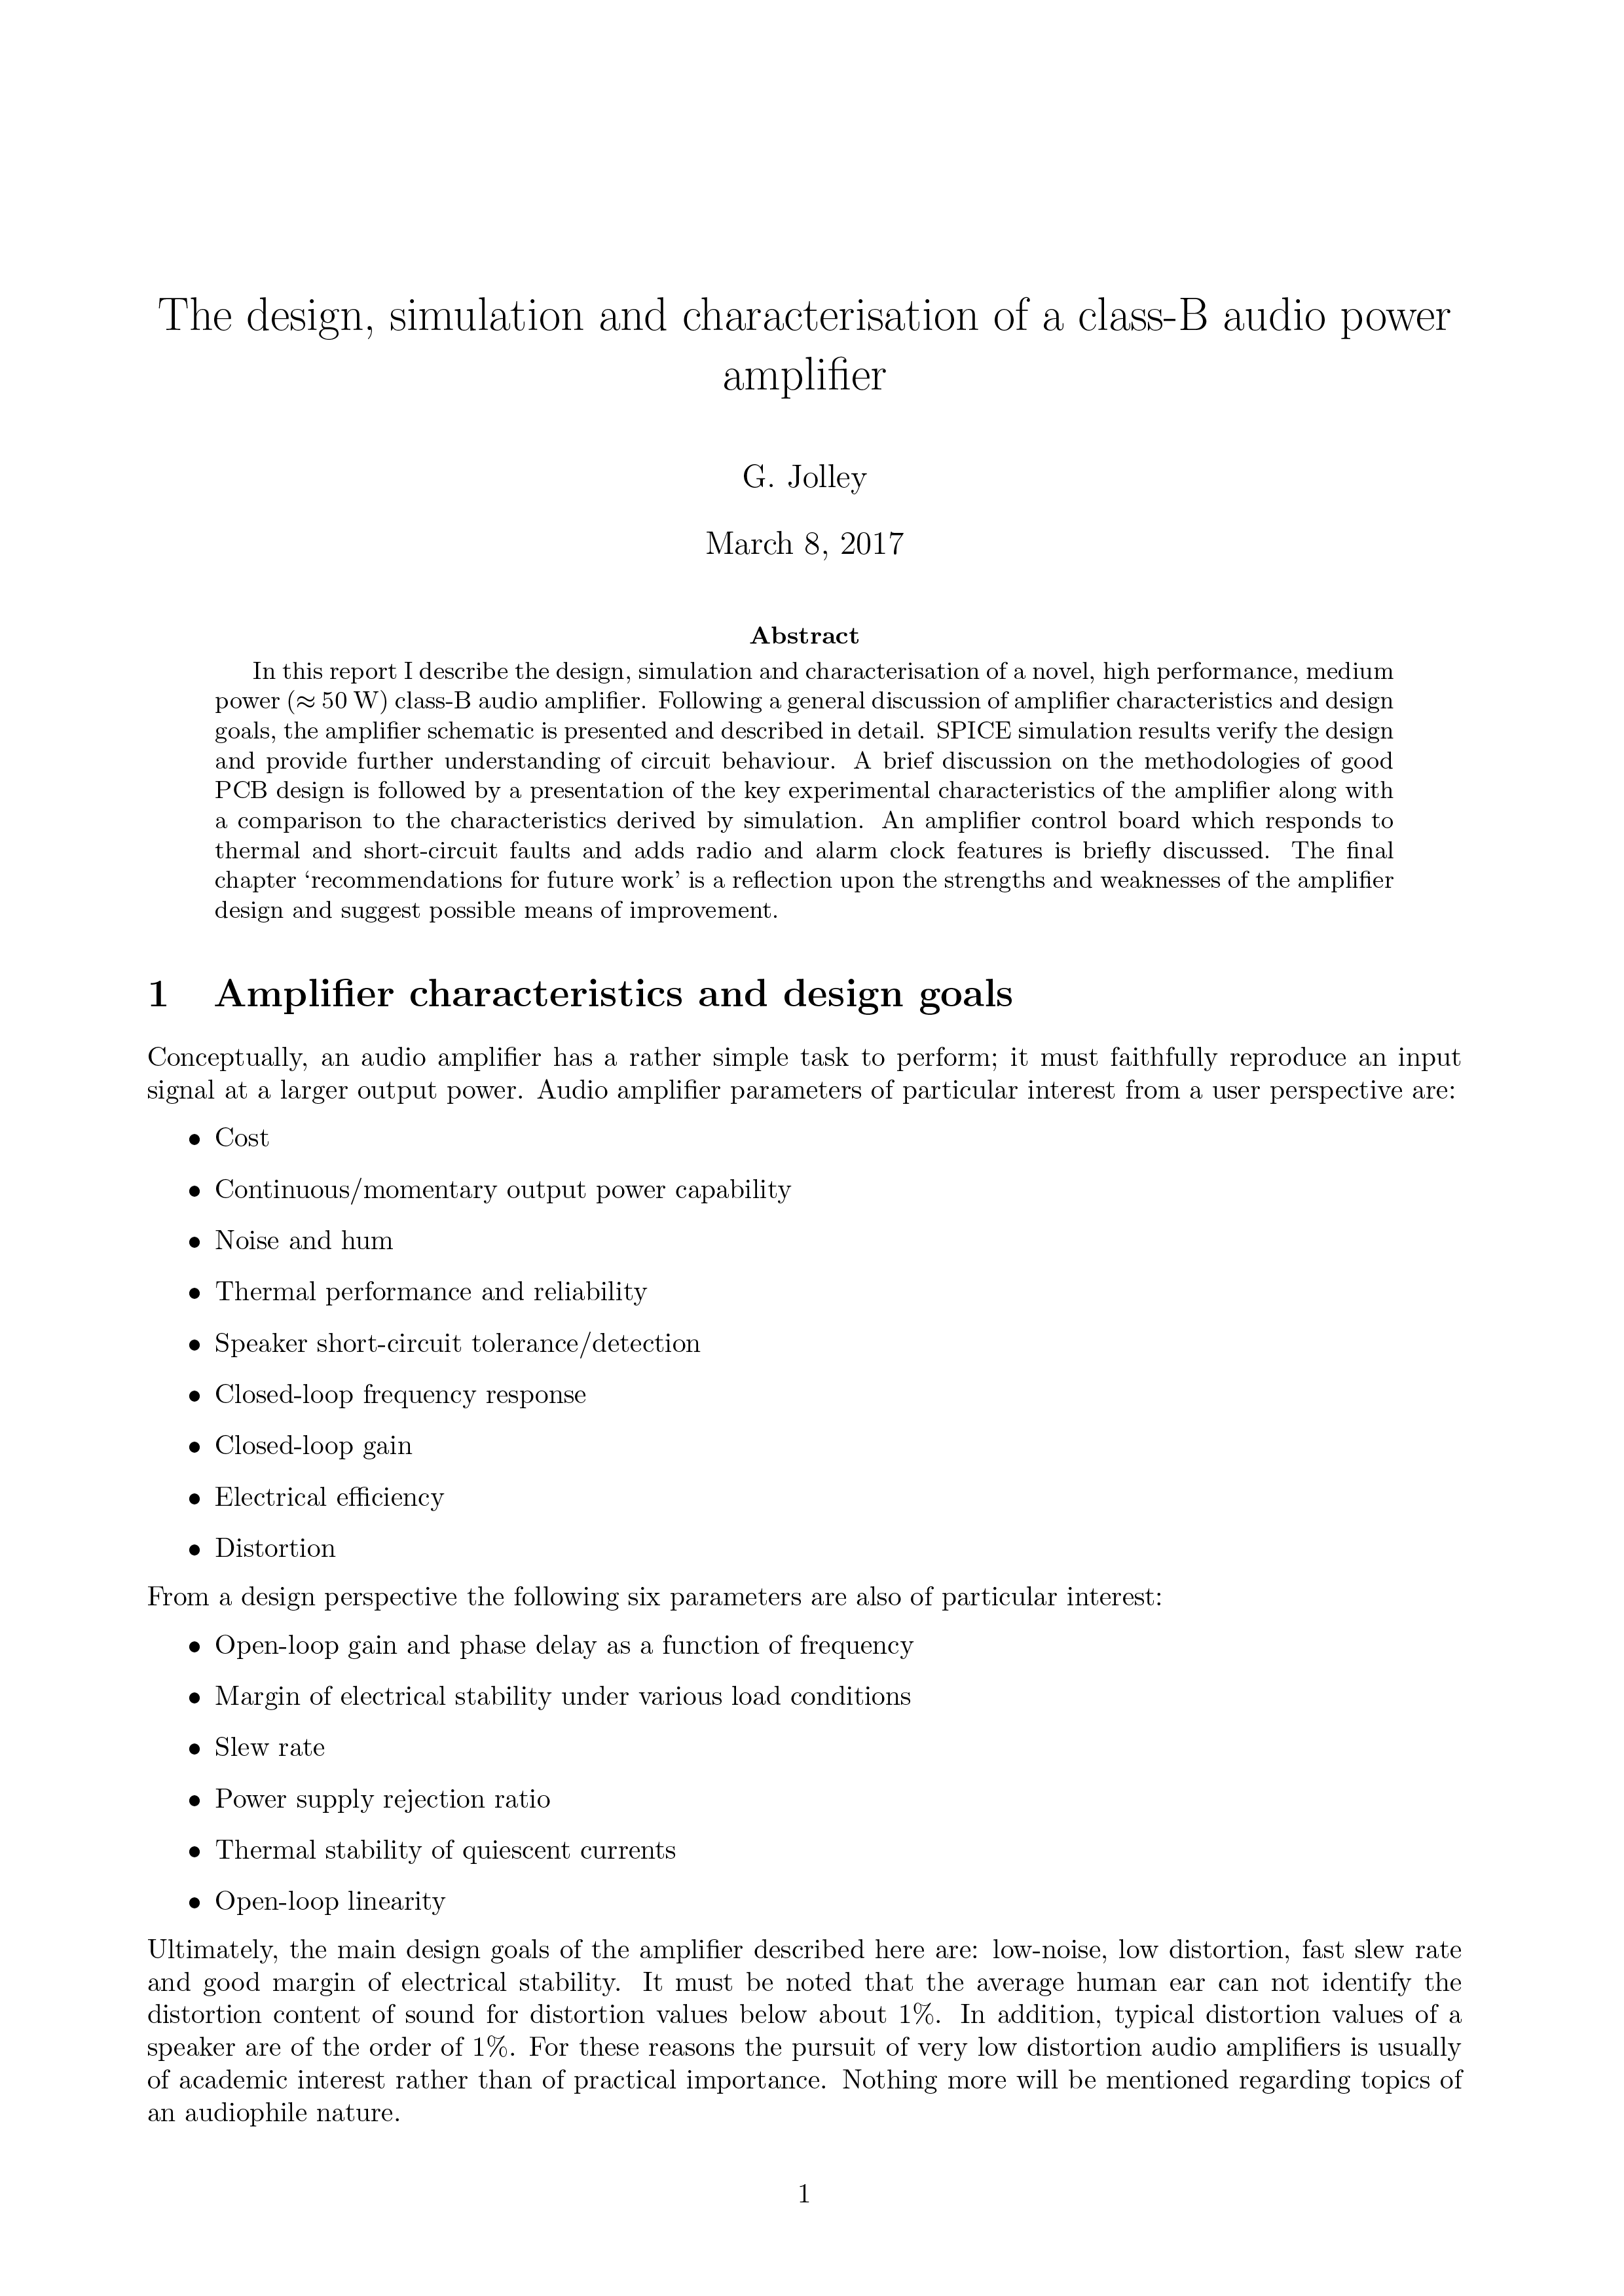 The design, simulation and characterisation of a class-B audio power
amplifier
G. Jolley
March 8, 2017
Abstract
In this report I describe the design, simulation and characterisation of a novel, high performance, medium
power (≈ 50 W) class-B audio amplifier. Following a general discussion of amplifier characteristics and design
goals, the amplifier schematic is presented and described in detail. SPICE simulation results verify the design
and provide further understanding of circuit behaviour. A brief discussion on the methodologies of good
PCB design is followed by a presentation of the key experimental characteristics of the amplifier along with
a comparison to the characteristics derived by simulation. An amplifier control board which responds to
thermal and short-circuit faults and adds radio and alarm clock features is briefly discussed. The final
chapter ‘recommendations for future work’ is a reflection upon the strengths and weaknesses of the amplifier
design and suggest possible means of improvement.
1 Amplifier characteristics and design goals
Conceptually, an audio amplifier has a rather simple task to perform; it must faithfully reproduce an input
signal at a larger output power. Audio amplifier parameters of particular interest from a user perspective are:
• Cost
• Continuous/momentary output power capability
• Noise and hum
• Thermal performance and reliability
• Speaker short-circuit tolerance/detection
• Closed-loop frequency response
• Closed-loop gain
• Electrical efficiency
• Distortion
From a design perspective the following six parameters are also of particular interest:
• Open-loop gain and phase delay as a function of frequency
• Margin of electrical stability under various load conditions
• Slew rate
• Power supply rejection ratio
• Thermal stability of quiescent currents
• Open-loop linearity
Ultimately, the main design goals of the amplifier described here are: low-noise, low distortion, fast slew rate
and good margin of electrical stability. It must be noted that the average human ear can not identify the
distortion content of sound for distortion values below about 1%. In addition, typical distortion values of a
speaker are of the order of 1%. For these reasons the pursuit of very low distortion audio amplifiers is usually
of academic interest rather than of practical importance. Nothing more will be mentioned regarding topics of
an audiophile nature.
1